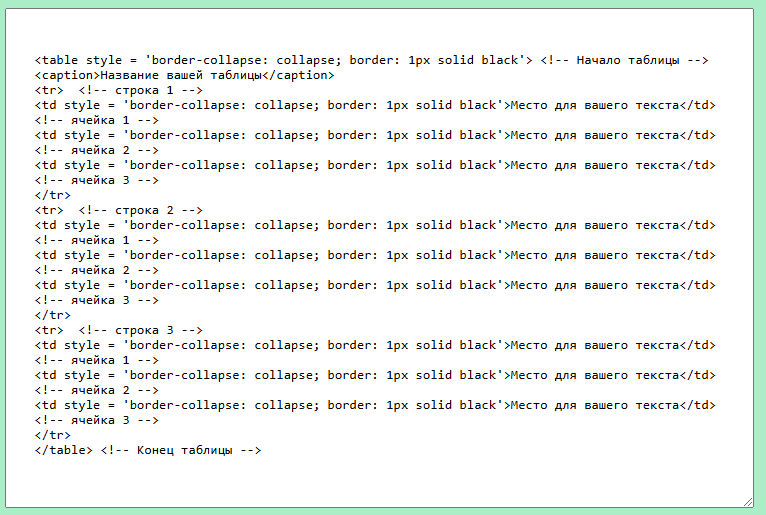 <table style = 'border-collapse: collapse; border: 1px solid black'> <!-- Начало таблицы -->
<caption>Название вашей таблицы</caption>
<tr>  <!-- строка 1 -->
<td style = 'border-collapse: collapse; border: 1px solid black'>Место для вашего текста</td>
<!-- ячейка 1 -->
<td style = 'border-collapse: collapse; border: 1px solid black'>Место для вашего текста</td>
<!-- ячейка 2 -->
<td style = 'border-collapse: collapse; border: 1px solid black'>Место для вашего текста</td>
<!-- ячейка 3 -->
</tr>
<tr>  <!-- строка 2 -->
<td style = 'border-collapse: collapse; border: 1px solid black'>Место для вашего текста</td>
<!-- ячейка 1 -->
<td style = 'border-collapse: collapse; border: 1px solid black'>Место для вашего текста</td>
<!-- ячейка 2 -->
<td style = 'border-collapse: collapse; border: 1px solid black'>Место для вашего текста</td>
<!-- ячейка 3 -->
</tr>
<tr>  <!-- строка 3 -->
<td style = 'border-collapse: collapse; border: 1px solid black'>Место для вашего текста</td>
<!-- ячейка 1 -->
<td style = 'border-collapse: collapse; border: 1px solid black'>Место для вашего текста</td>
<!-- ячейка 2 -->
<td style = 'border-collapse: collapse; border: 1px solid black'>Место для вашего текста</td>
<!-- ячейка 3 -->
</tr>
</table> <!-- Конец таблицы -->